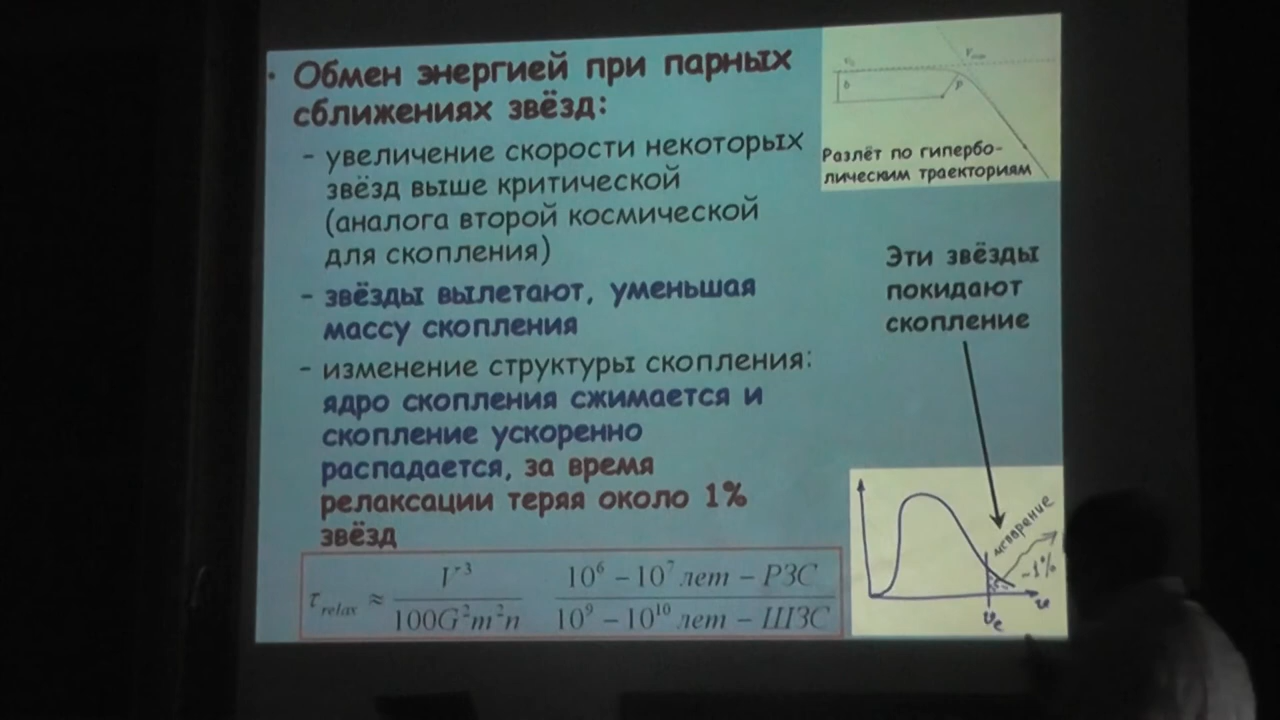 • Обмен энергией при парных
сближениях звёзд:
– увеличение скорости некоторых
звёзд выше критической
(аналога второй космической
для скопления)
– звёзды вылетают, уменьшая
массу скопления
– изменение структуры скопления:
ядро скопления сжимается и
скопление ускоренно
распадается, за время
релаксации теряя около 1%
звёзд
τ relax ≈ V³ / 100G²m²n
10⁶ – 10⁷ лет – РЗС
10⁹ – 10¹⁰ лет – ШЗС
b
p
Разлёт по гипербо-
лическим траекториям
Эти звёзды
покидают
скопление
испарение
~1%
v
vₑ